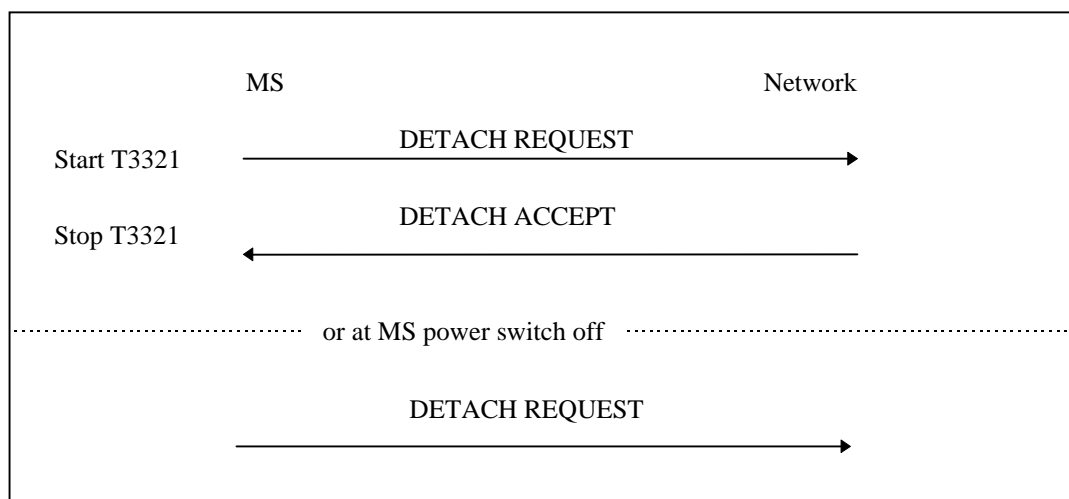 MS Network
DETACH REQUEST
Start T3321
DETACH ACCEPT
Stop T3321
or at MS power switch off
DETACH REQUEST